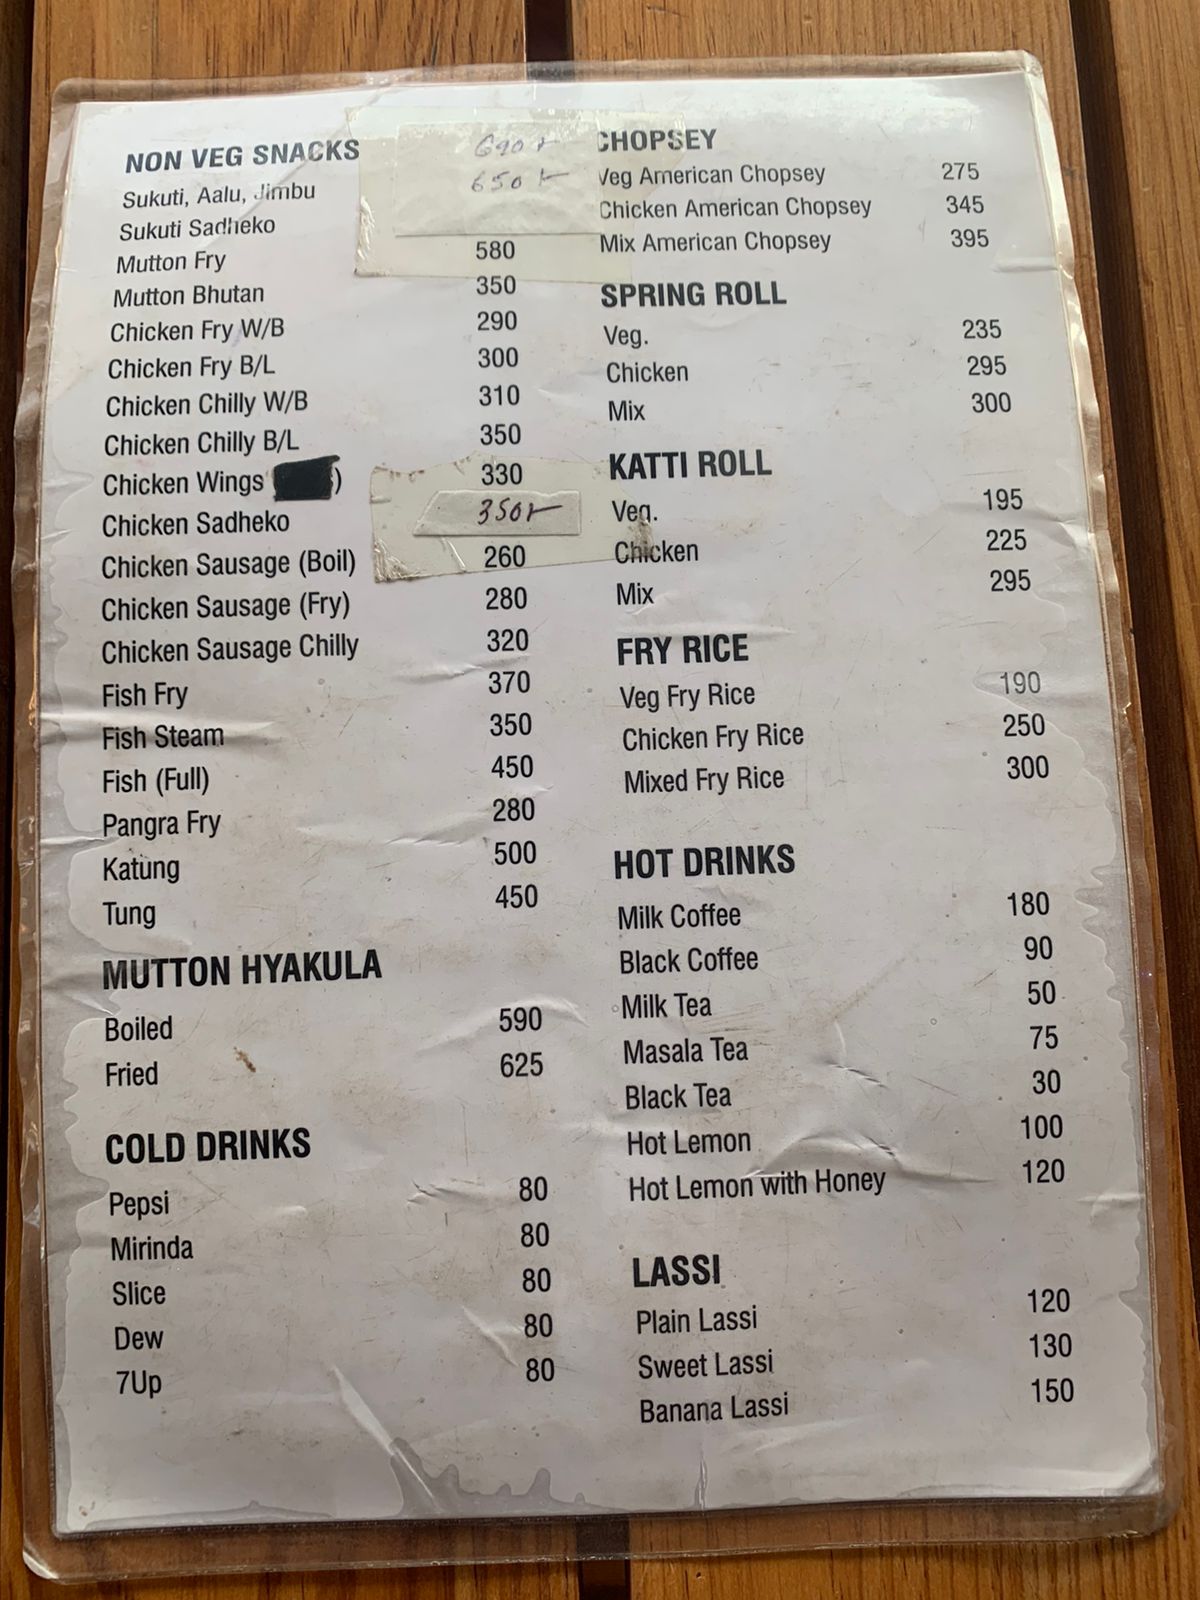 NON VEG SNACKS
Sukuti, Aalu, Jimbu 690/-
Sukuti Sadheko 650/-
Mutton Fry 580
Mutton Bhutan 350
Chicken Fry W/B 290
Chicken Fry B/L 300
Chicken Chilly W/B 310
Chicken Chilly B/L 350
Chicken Wings ) 330
Chicken Sadheko 350/-
Chicken Sausage (Boil) 260
Chicken Sausage (Fry) 280
Chicken Sausage Chilly 320
Fish Fry 370
Fish Steam 350
Fish (Full) 450
Pangra Fry 280
Katung 500
Tung 450
MUTTON HYAKULA
Boiled 590
Fried 625
COLD DRINKS
Pepsi 80
Mirinda 80
Slice 80
Dew 80
7Up 80
CHOPSEY
Veg American Chopsey 275
Chicken American Chopsey 345
Mix American Chopsey 395
SPRING ROLL
Veg. 235
Chicken 295
Mix 300
KATTI ROLL
Veg. 195
Chicken 225
Mix 295
FRY RICE
Veg Fry Rice 190
Chicken Fry Rice 250
Mixed Fry Rice 300
HOT DRINKS
Milk Coffee 180
Black Coffee 90
Milk Tea 50
Masala Tea 75
Black Tea 30
Hot Lemon 100
Hot Lemon with Honey 120
LASSI
Plain Lassi 120
Sweet Lassi 130
Banana Lassi 150